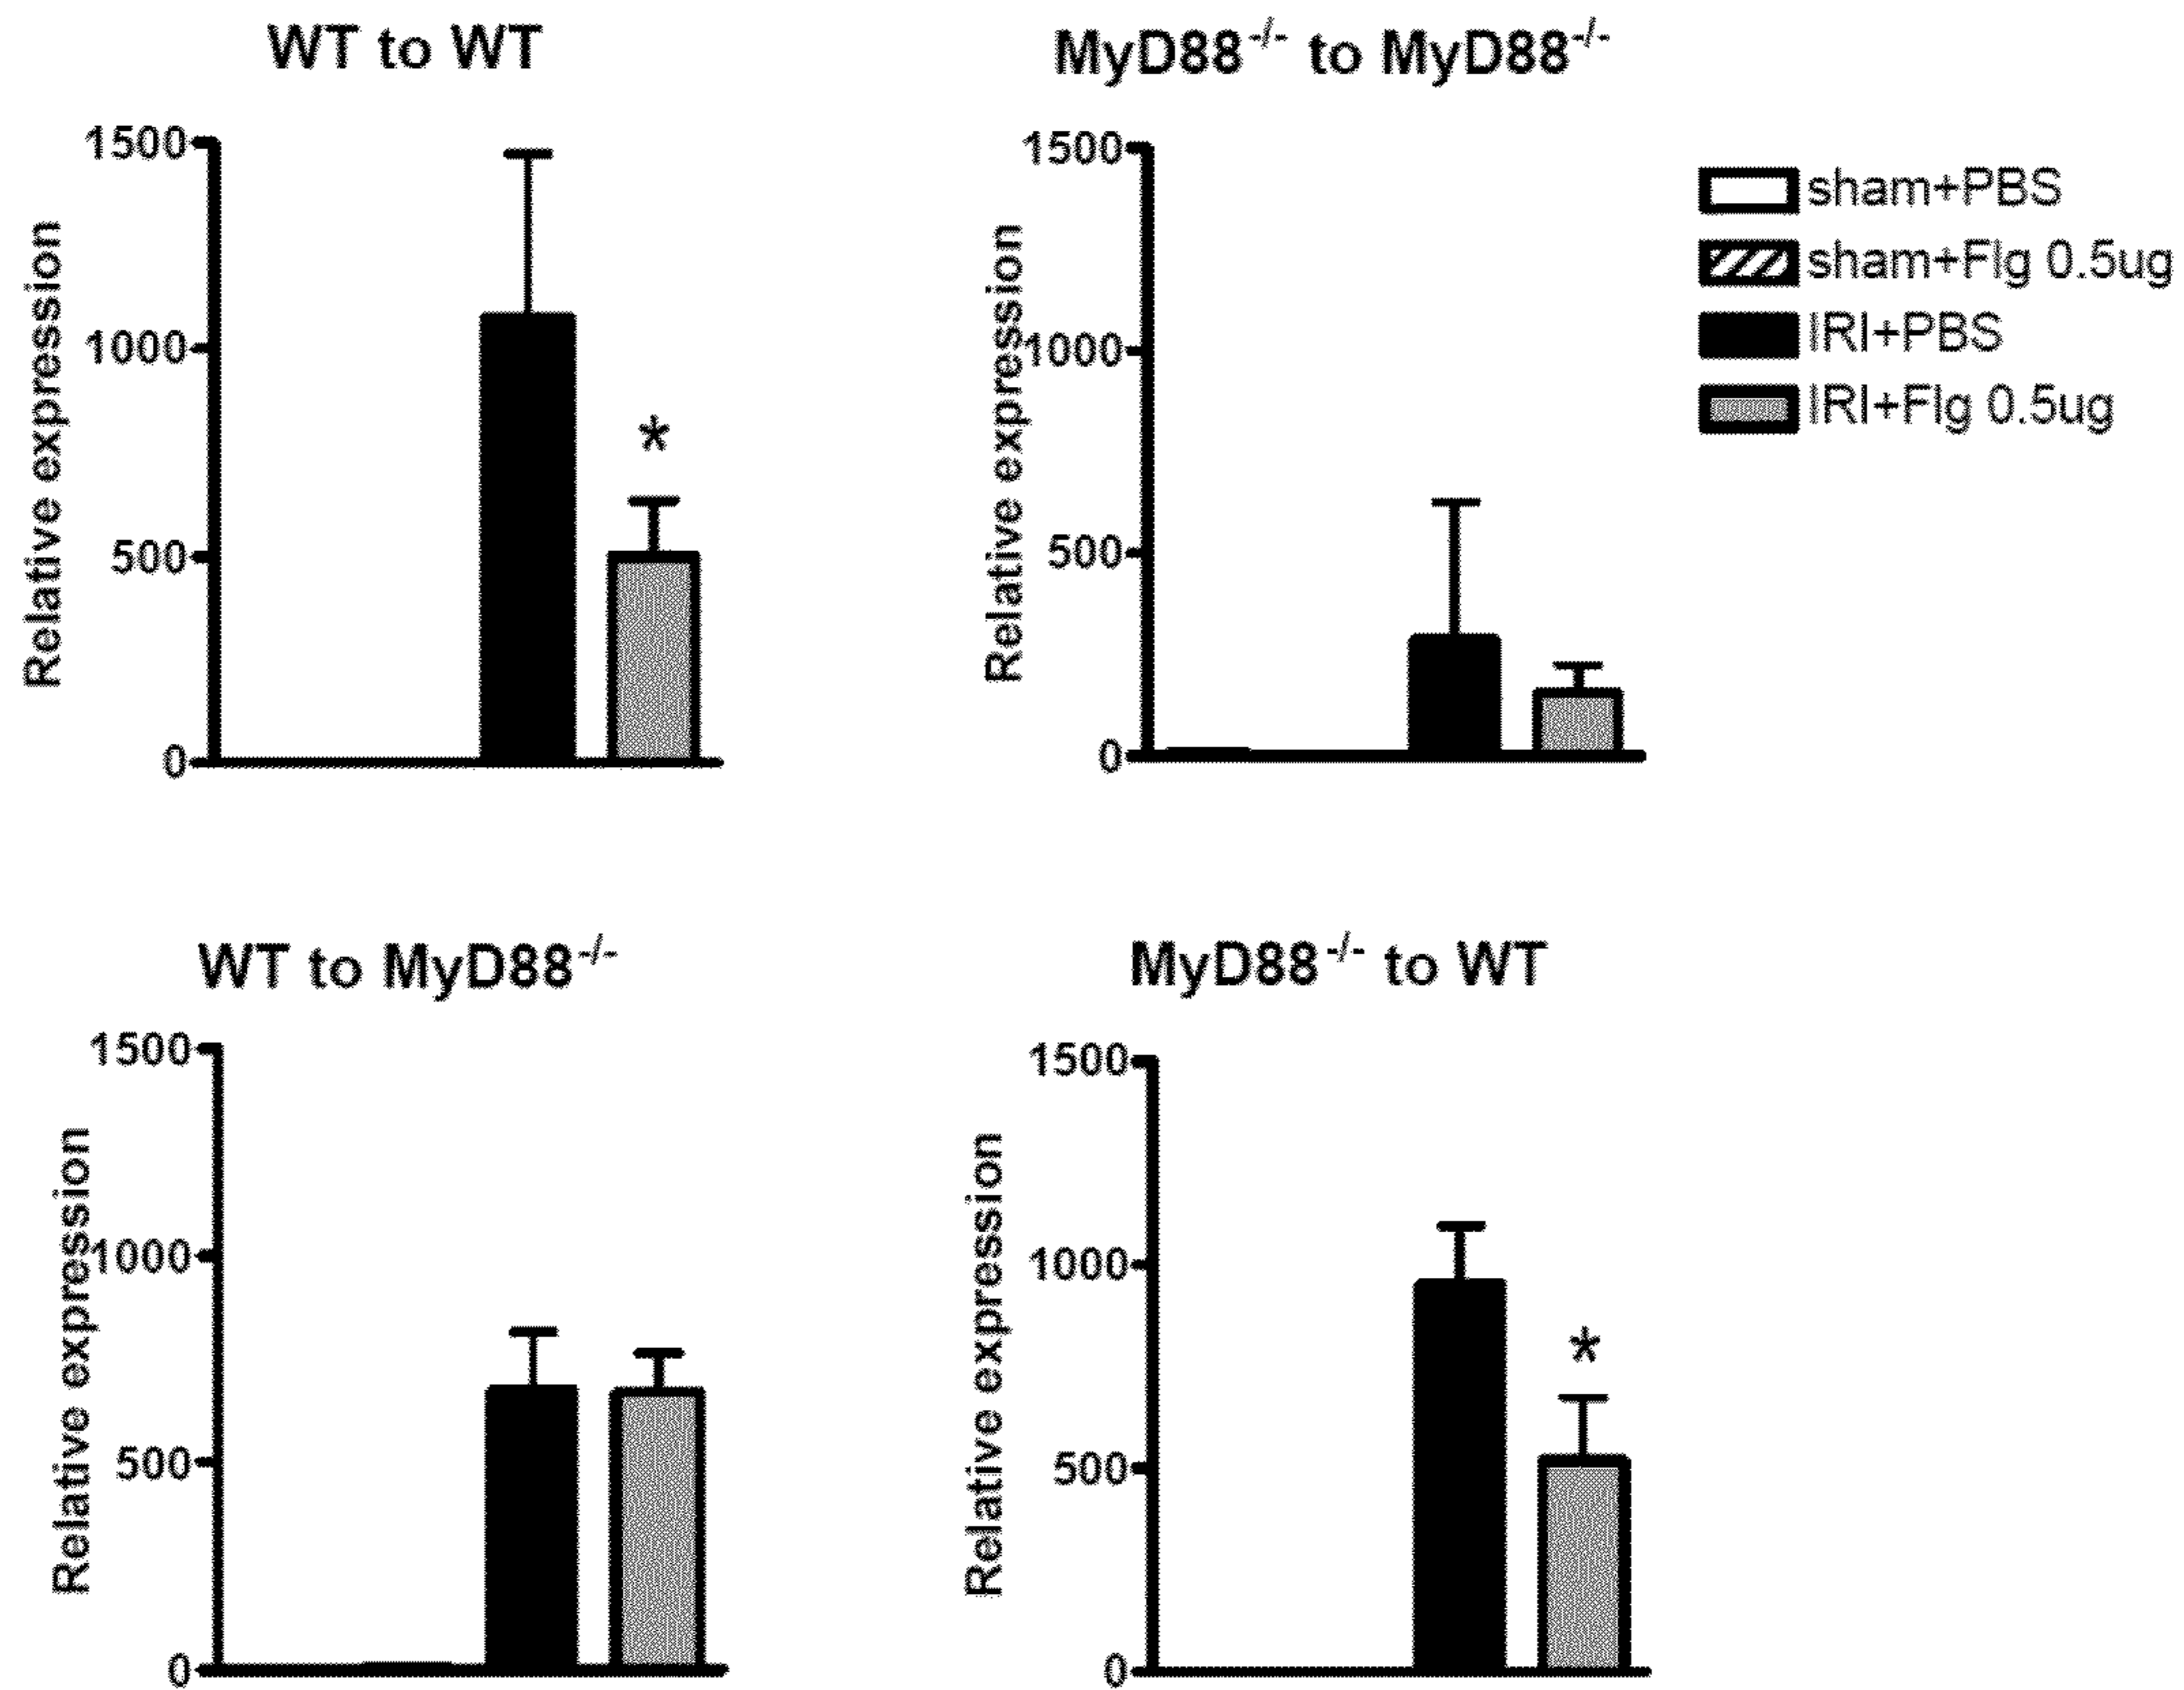 WT to WT
1500
1000
500
0
Relative expression
*
MyD88-/- to MyD88-/-
1500
1000
500
0
Relative expression
sham+PBS
sham+Flg 0.5ug
IRI+PBS
IRI+Flg 0.5ug
WT to MyD88-/-
1500
1000
500
0
Relative expression
MyD88-/- to WT
1500
1000
500
0
Relative expression
*